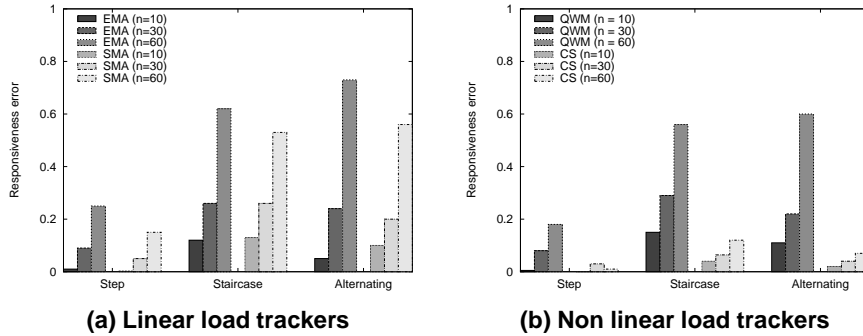 Responsiveness error
1
0.8
0.6
0.4
0.2
0
EMA (n=10)
EMA (n=30)
EMA (n=60)
SMA (n=10)
SMA (n=30)
SMA (n=60)
Step
Staircase
Alternating
(a) Linear load trackers
Responsiveness error
1
0.8
0.6
0.4
0.2
0
QWM (n = 10)
QWM (n = 30)
QWM (n = 60)
CS (n=10)
CS (n=30)
CS (n=60)
Step
Staircase
Alternating
(b) Non linear load trackers